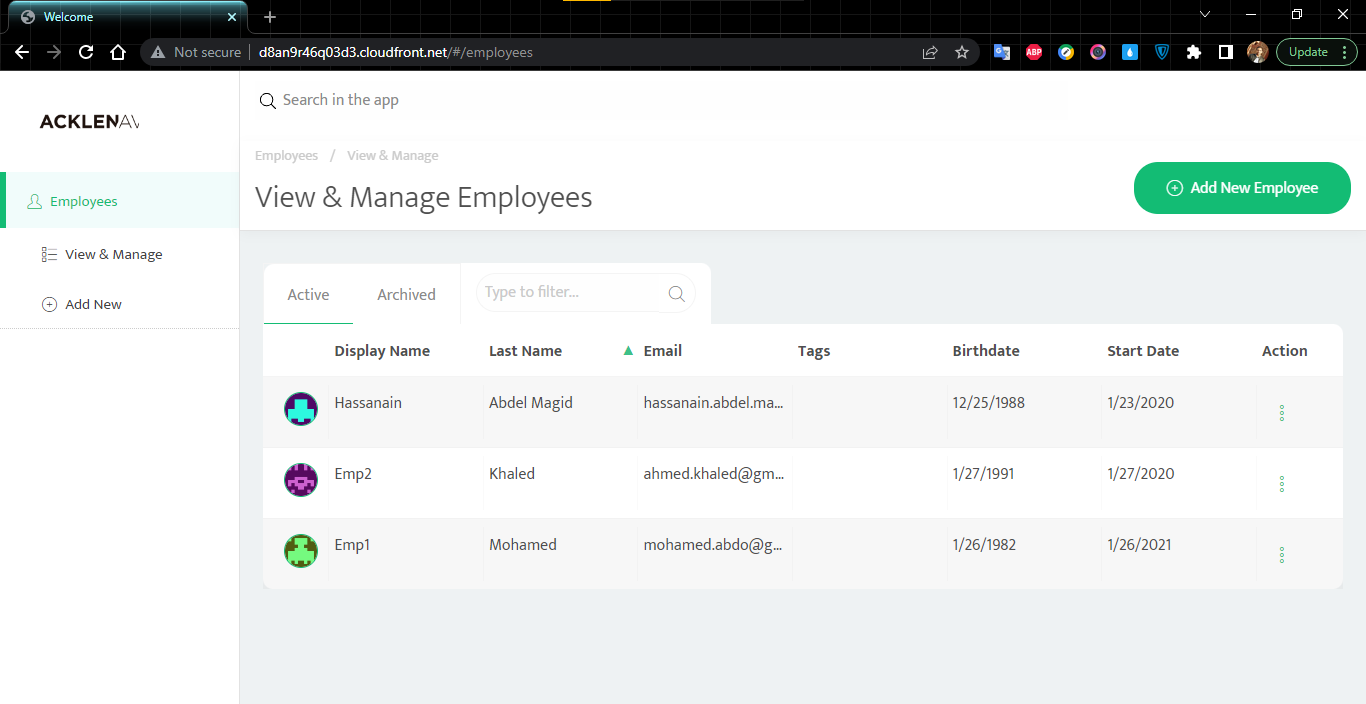 Welcome
Not secure d8an9r46q03d3.cloudfront.net/#/employees
ABP
Update
ACKLENAV
Search in the app
Employees / View & Manage
View & Manage Employees
Add New Employee
Employees
View & Manage
Add New
Active Archived Type to filter...
Display Name Last Name Email Tags Birthdate Start Date Action
Hassanain Abdel Magid hassanain.abdel.ma... 12/25/1988 1/23/2020
Emp2 Khaled ahmed.khaled@gm... 1/27/1991 1/27/2020
Emp1 Mohamed mohamed.abdo@g... 1/26/1982 1/26/2021